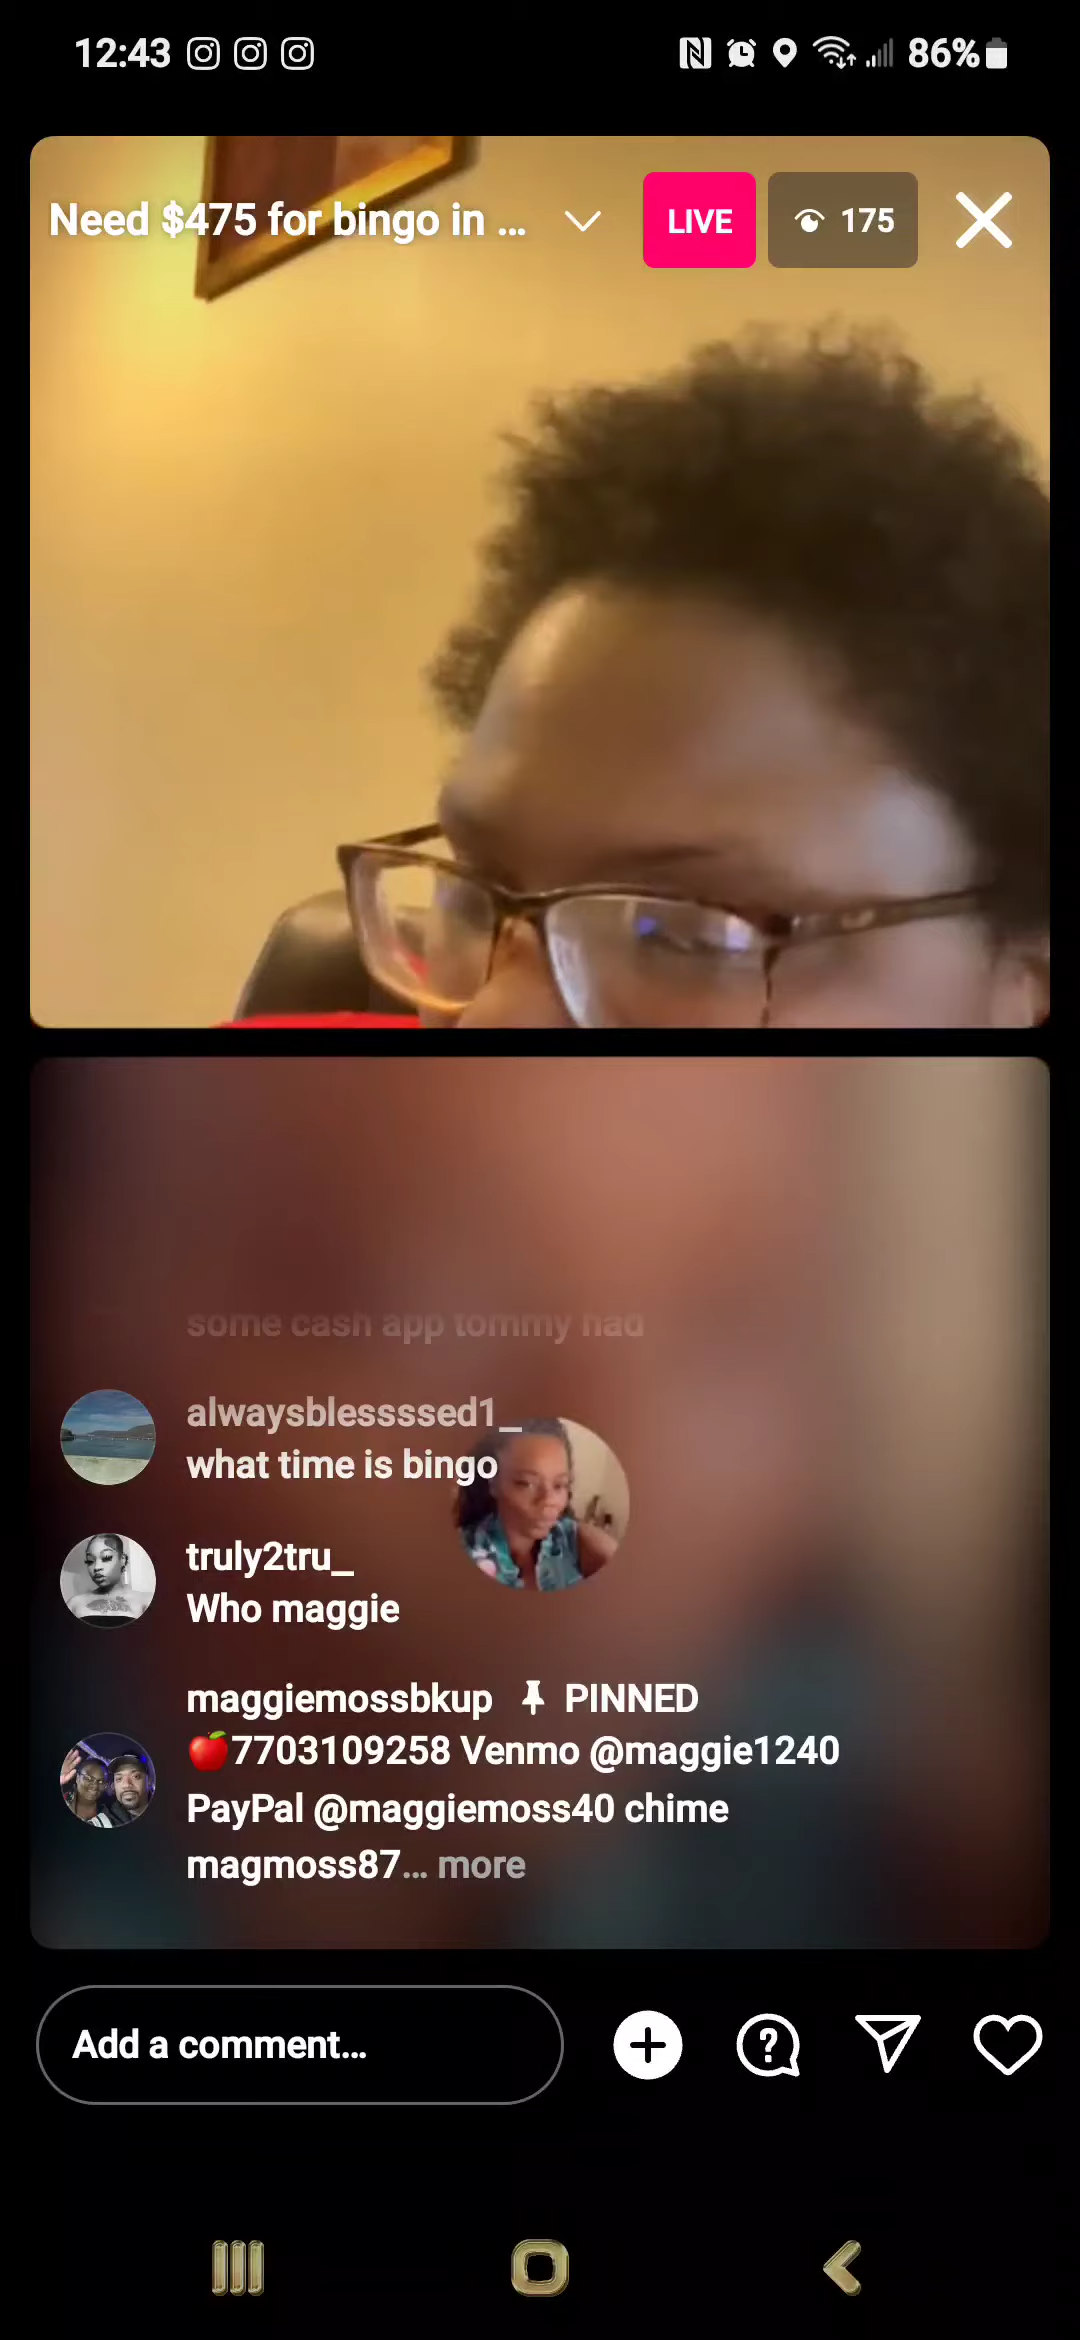 12:43
86%
Need $475 for bingo in ...
LIVE
175
some cash app tommy had
alwaysblessssed1_
what time is bingo
truly2tru_
Who maggie
maggiemossbkup PINNED
🍎7703109258 Venmo @maggie1240
PayPal @maggiemoss40 chime
magmoss87... more
Add a comment...